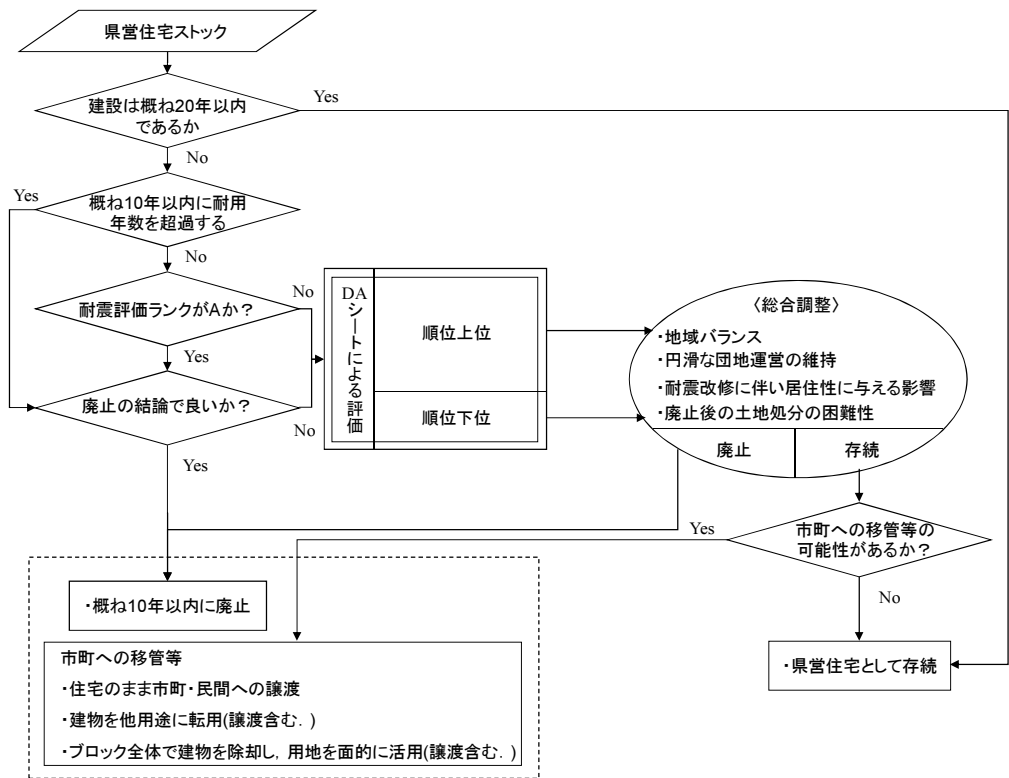 県営住宅ストック
建設は概ね20年以内
であるか
Yes
No
Yes
概ね10年以内に耐用
年数を超過する
No
耐震評価ランクがAか？
No
Yes
廃止の結論で良いか？
No
Yes
DAシートによる評価
順位上位
順位下位
〈総合調整〉
・地域バランス
・円滑な団地運営の維持
・耐震改修に伴い居住性に与える影響
・廃止後の土地処分の困難性
廃止
存続
Yes
市町への移管等の
可能性があるか？
No
・概ね10年以内に廃止
市町への移管等
・住宅のまま市町・民間への譲渡
・建物を他用途に転用(譲渡含む．)
・ブロック全体で建物を除却し，用地を面的に活用(譲渡含む．)
・県営住宅として存続